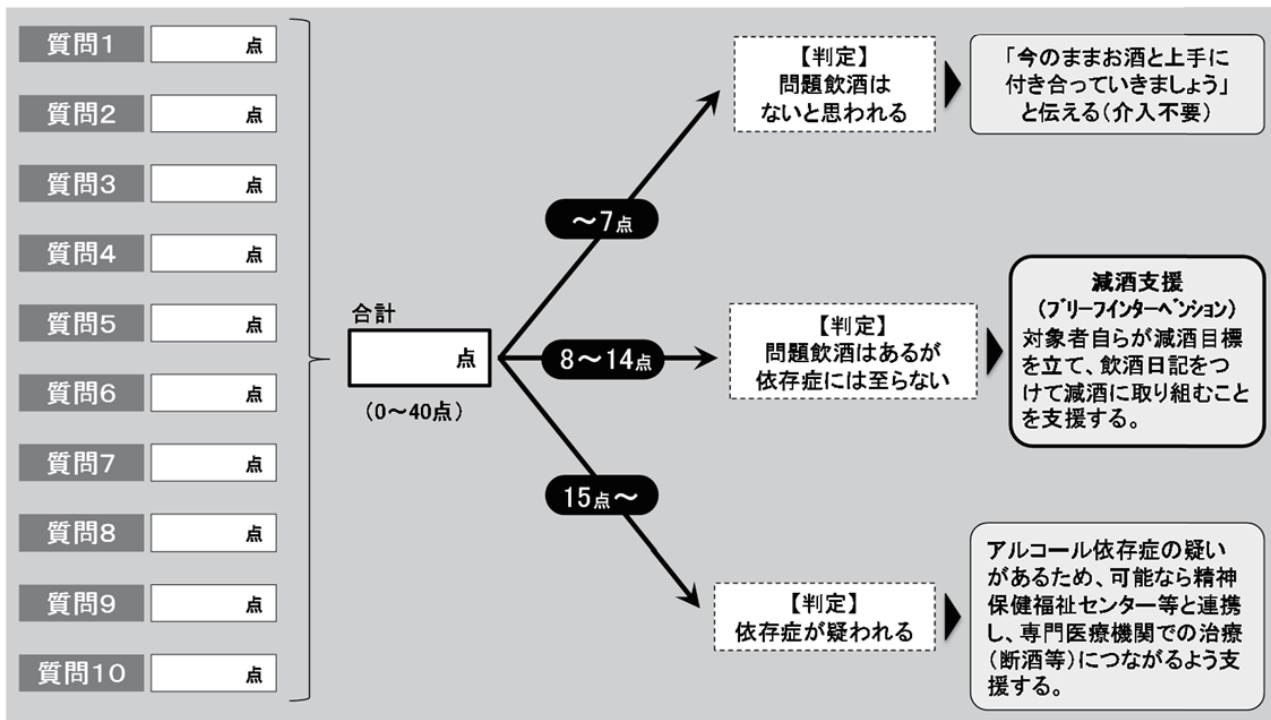 質問1 点
質問2 点
質問3 点
質問4 点
質問5 点
質問6 点
質問7 点
質問8 点
質問9 点
質問10 点
合計
点
(0~40点)
~7点
8~14点
15点~
【判定】
問題飲酒は
ないと思われる
「今のままお酒と上手に
付き合っていきましょう」
と伝える(介入不要)
【判定】
問題飲酒はあるが
依存症には至らない
減酒支援
(ブリーフインターベンション)
対象者自らが減酒目標
を立て、飲酒日記をつ
けて減酒に取り組むこと
を支援する。
【判定】
依存症が疑われる
アルコール依存症の疑い
があるため、可能なら精神
保健福祉センター等と連携
し、専門医療機関での治療
(断酒等)につながるよう支
援する。